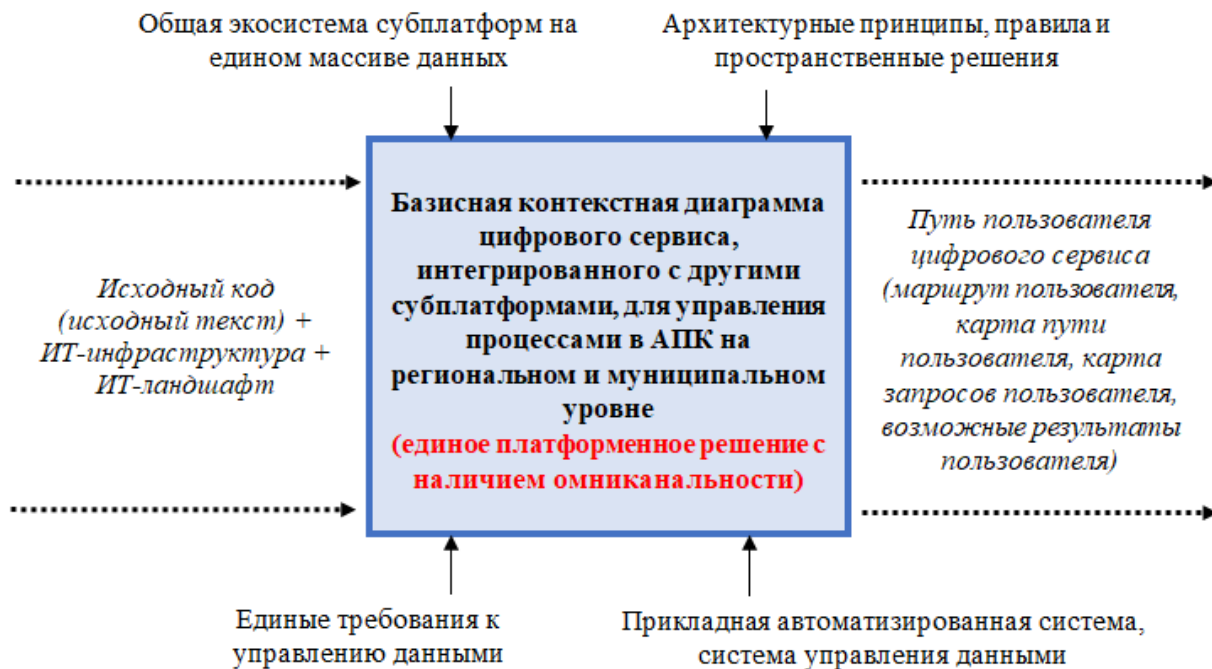 Общая экосистема субплатформ на
едином массиве данных
Архитектурные принципы, правила и
пространственные решения
Исходный код
(исходный текст) +
ИТ-инфраструктура +
ИТ-ландшафт
Базисная контекстная диаграмма
цифрового сервиса,
интегрированного с другими
субплатформами, для управления
процессами в АПК на
региональном и муниципальном
уровне
(единое платформенное решение с
наличием омниканальности)
Путь пользователя
цифрового сервиса
(маршрут пользователя,
карта пути
пользователя, карта
запросов пользователя,
возможные результаты
пользователя)
Единые требования к
управлению данными
Прикладная автоматизированная система,
система управления данными